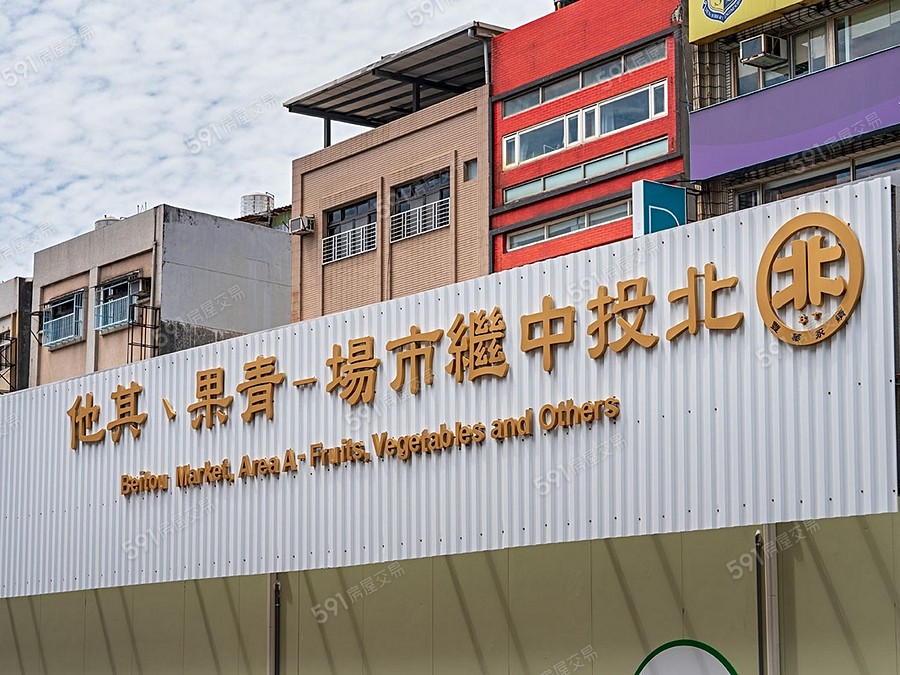 北
北投中繼市場-青果、其他
Beitou Market, Area A- Fruits, Vegetables and Others
591房屋交易